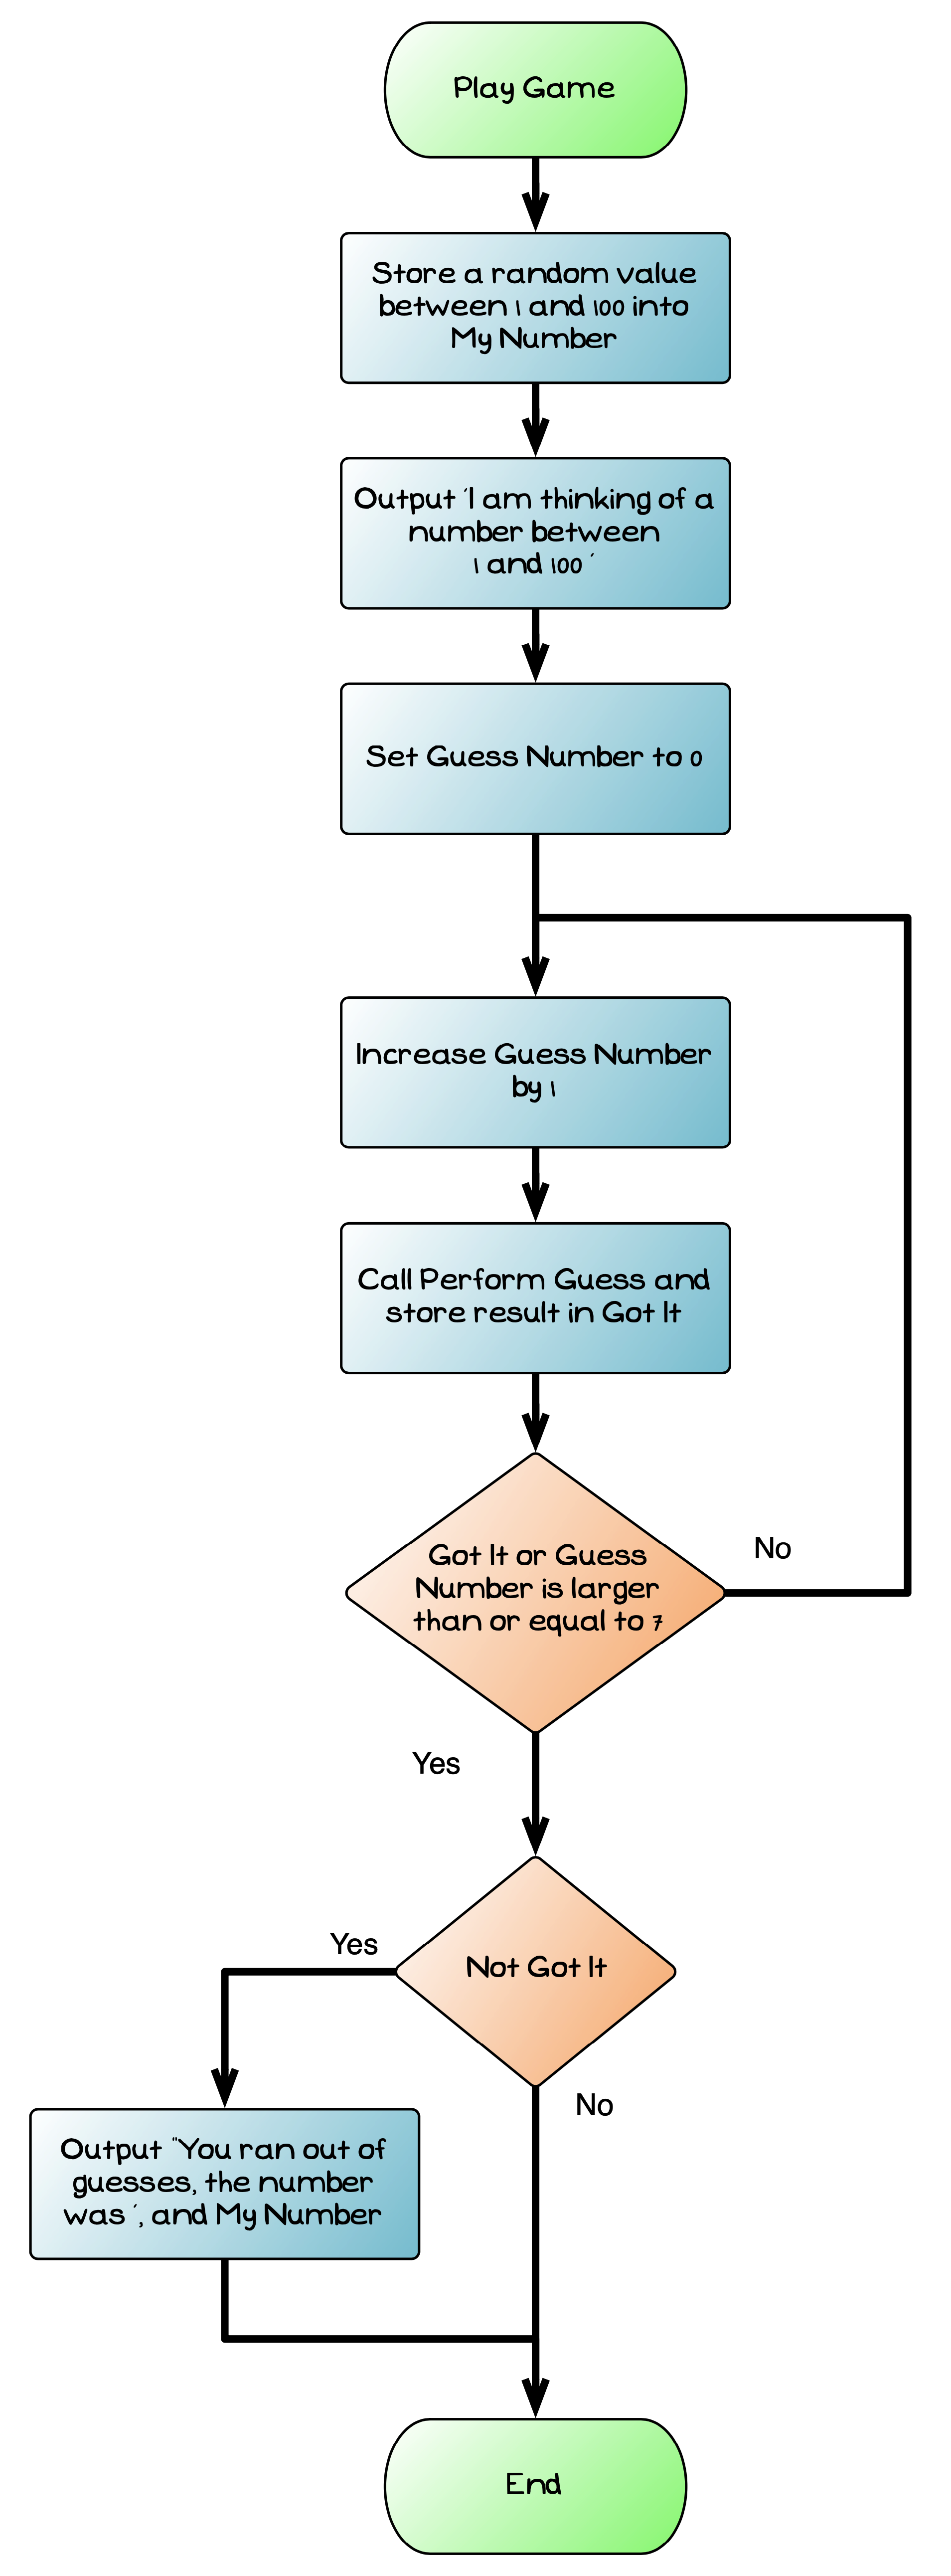 Play Game
Store a random value
between 1 and 100 into
My Number
Output 'I am thinking of a
number between
1 and 100 '
Set Guess Number to 0
Increase Guess Number
by 1
Call Perform Guess and
store result in Got It
Got It or Guess
Number is larger
than or equal to 7
No
Yes
Not Got It
Yes
No
Output "You ran out of
guesses, the number
was ', and My Number
End